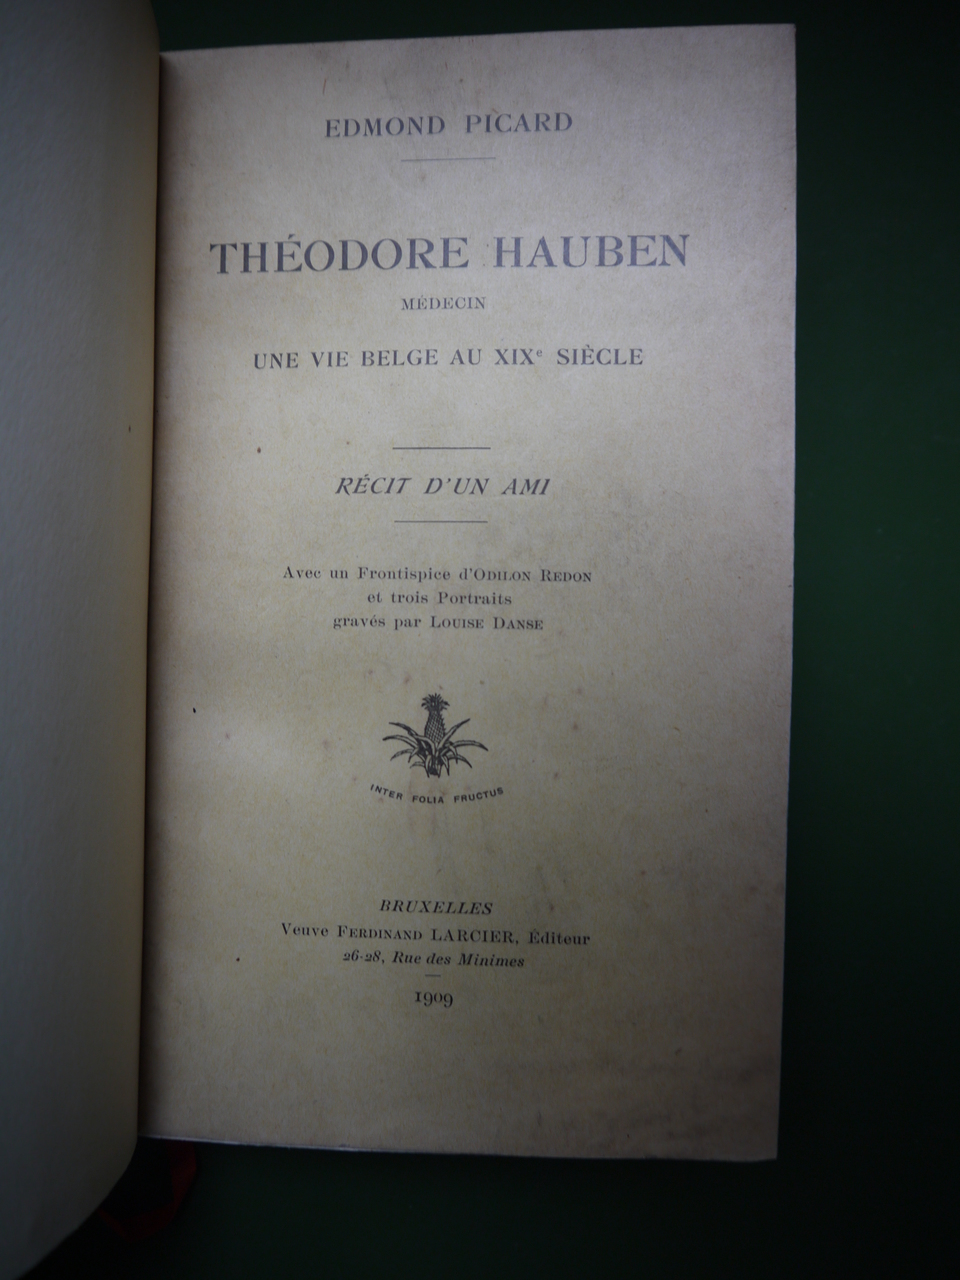 EDMOND PICARD
THÉODORE HAUBEN
MÉDECIN
UNE VIE BELGE AU XIXe SIÈCLE
RÉCIT D'UN AMI
Avec un Frontispice d'ODILON REDON
et trois Portraits
gravés par LOUISE DANSE
INTER FOLIA FRUCTUS
BRUXELLES
Veuve FERDINAND LARCIER, Éditeur
26-28, Rue des Minimes
1909